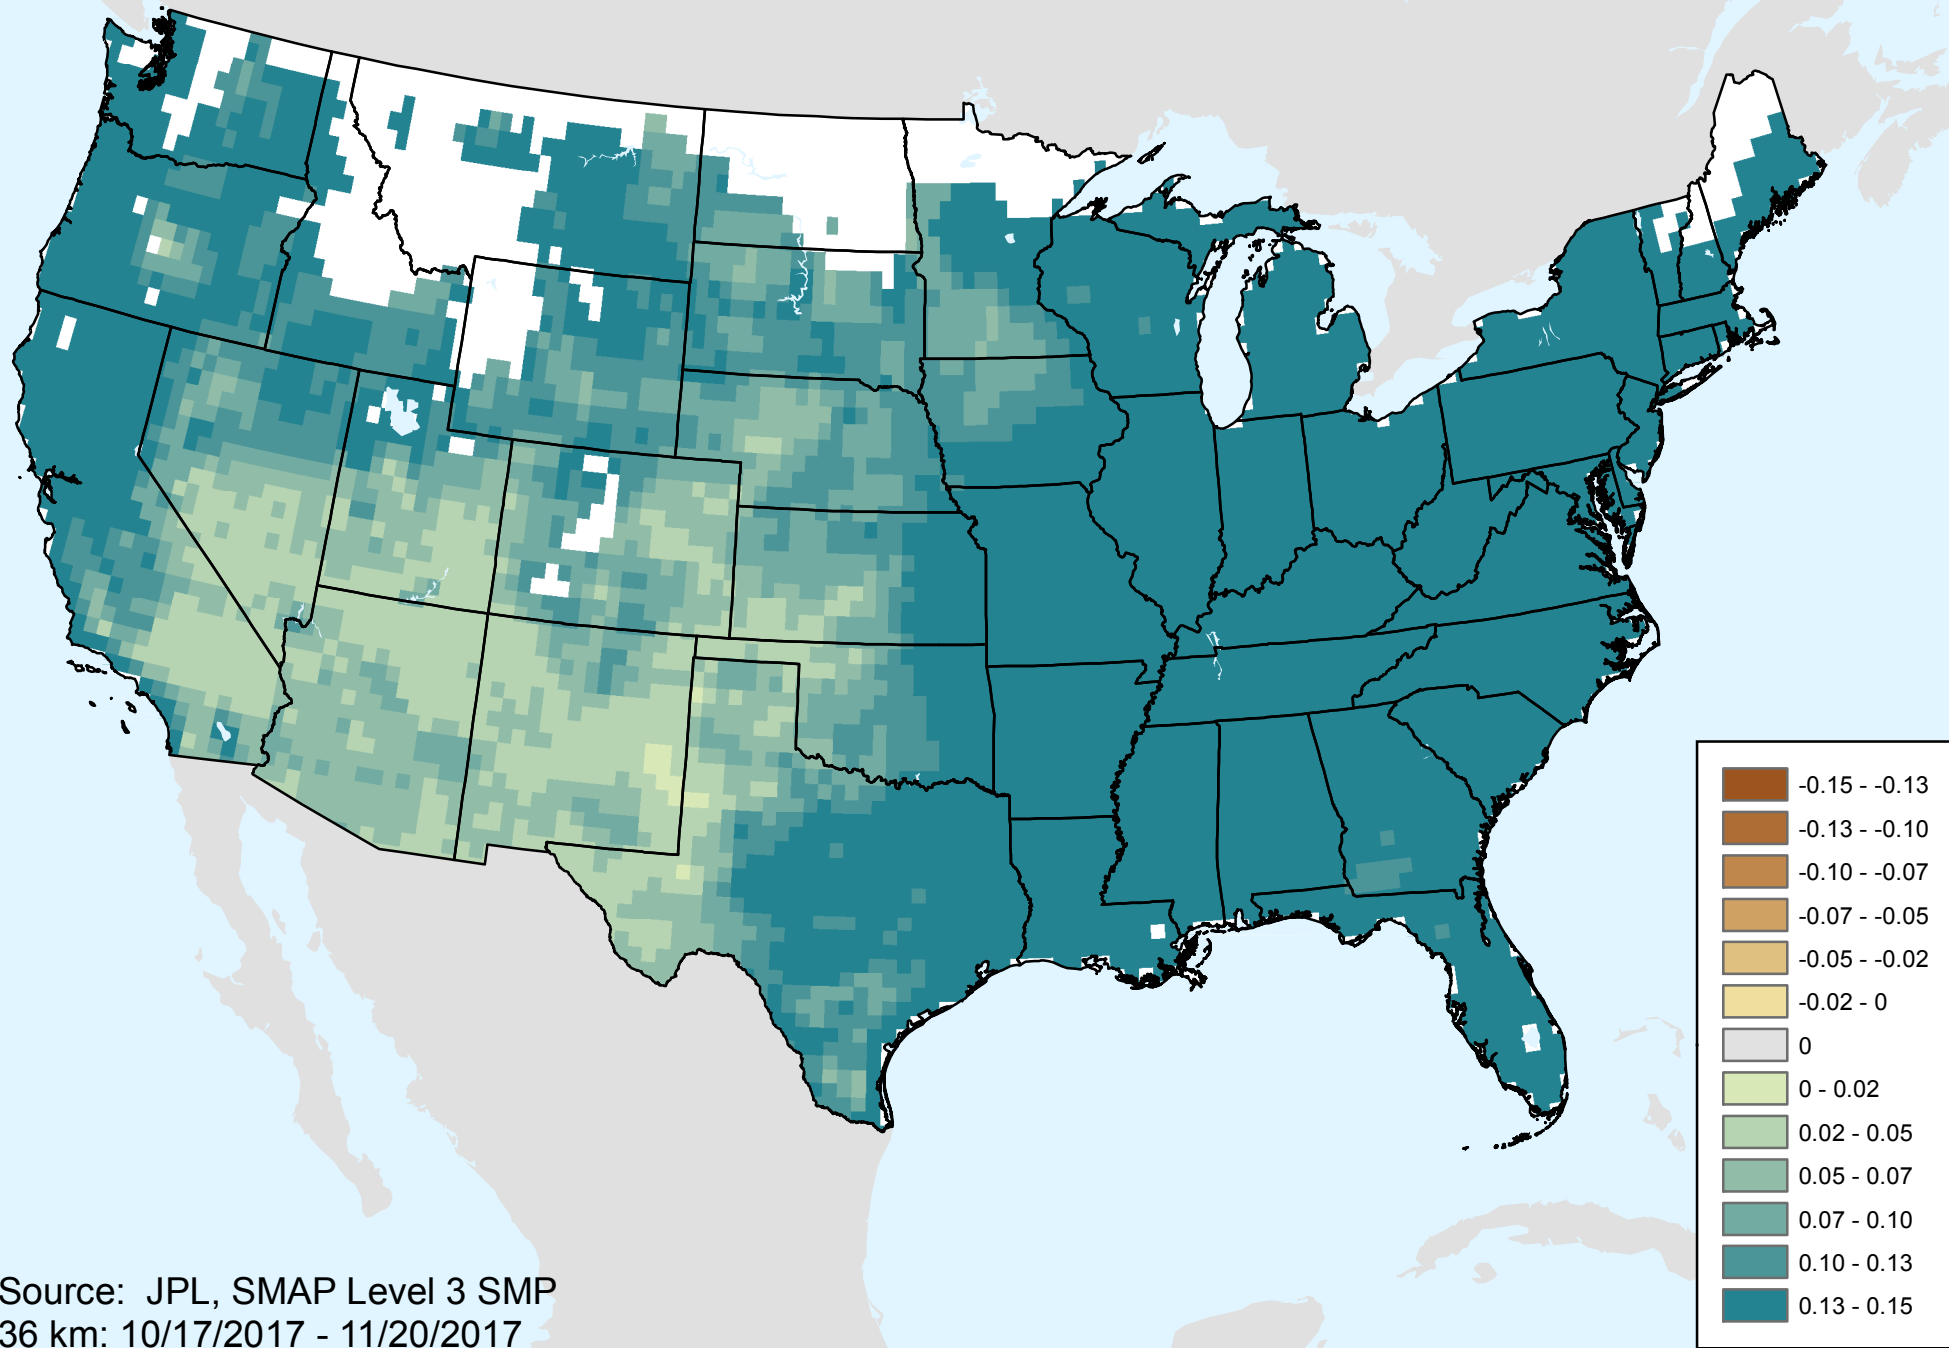 -0.15 - -0.13
-0.13 - -0.10
-0.10 - -0.07
-0.07 - -0.05
-0.05 - -0.02
-0.02 - 0
0
0 - 0.02
0.02 - 0.05
0.05 - 0.07
0.07 - 0.10
0.10 - 0.13
0.13 - 0.15
Source:  JPL, SMAP Level 3 SMP
36 km: 10/17/2017 - 11/20/2017